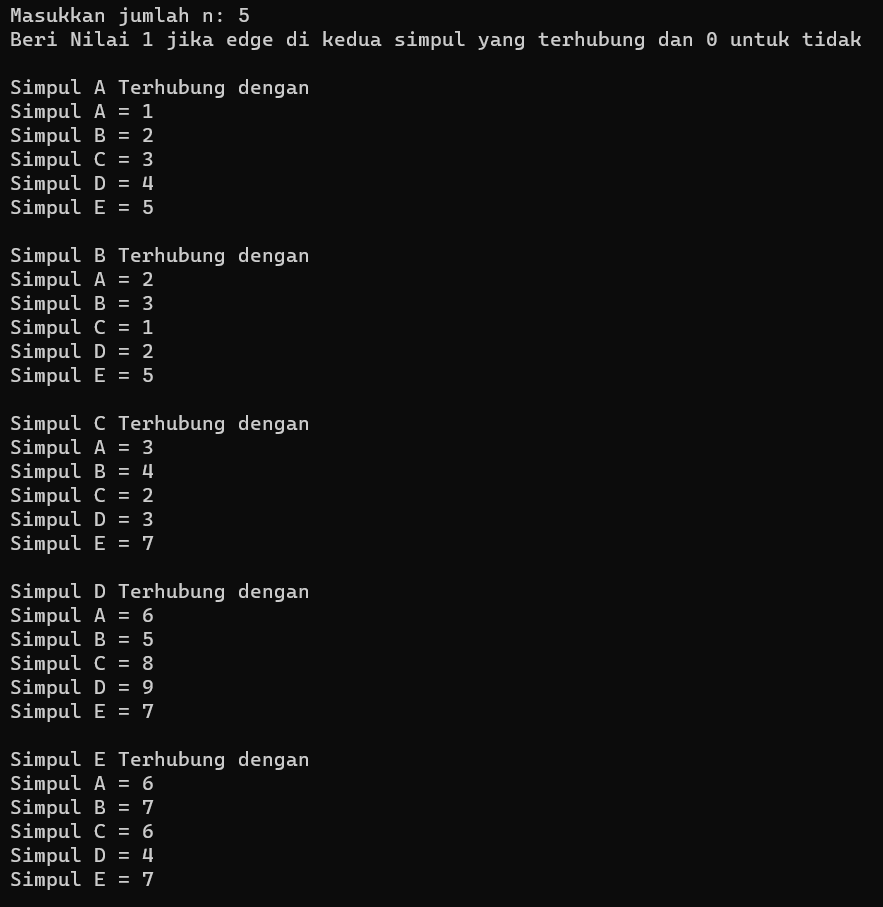 Masukkan jumlah n: 5
Beri Nilai 1 jika edge di kedua simpul yang terhubung dan 0 untuk tidak
Simpul A Terhubung dengan
Simpul A = 1
Simpul B = 2
Simpul C = 3
Simpul D = 4
Simpul E = 5
Simpul B Terhubung dengan
Simpul A = 2
Simpul B = 3
Simpul C = 1
Simpul D = 2
Simpul E = 5
Simpul C Terhubung dengan
Simpul A = 3
Simpul B = 4
Simpul C = 2
Simpul D = 3
Simpul E = 7
Simpul D Terhubung dengan
Simpul A = 6
Simpul B = 5
Simpul C = 8
Simpul D = 9
Simpul E = 7
Simpul E Terhubung dengan
Simpul A = 6
Simpul B = 7
Simpul C = 6
Simpul D = 4
Simpul E = 7